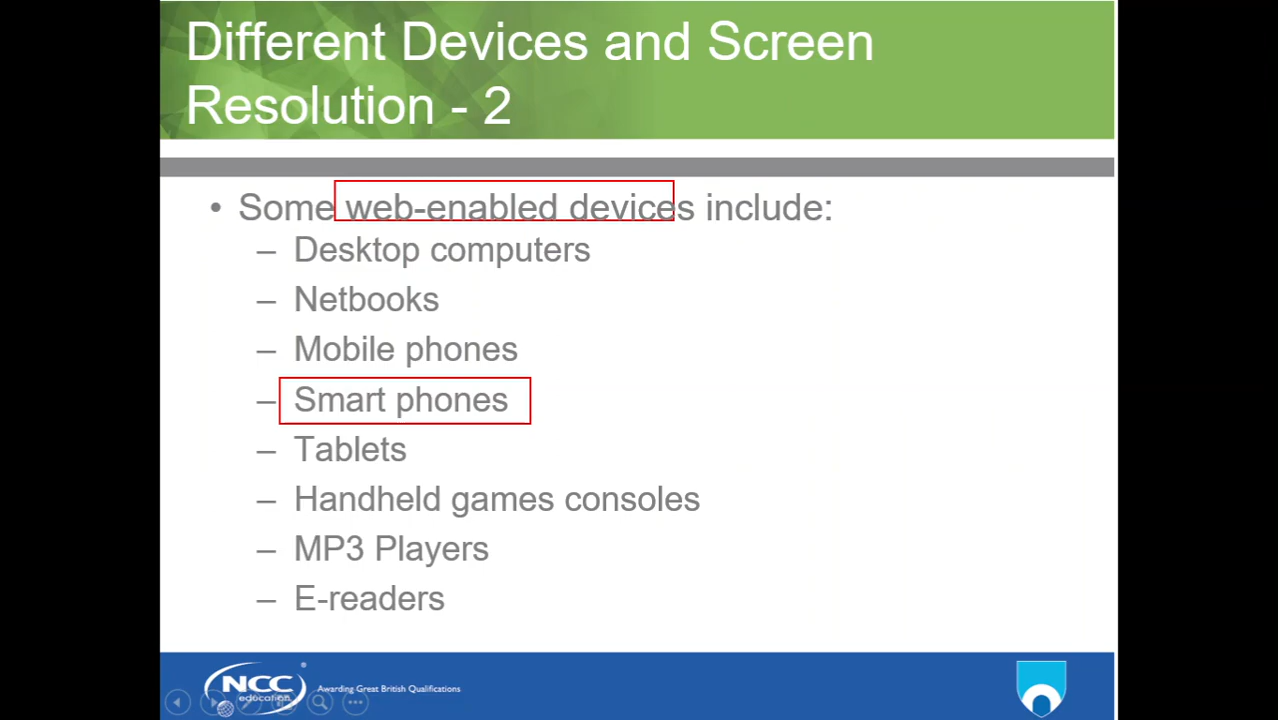 Different Devices and Screen
Resolution - 2
• Some web-enabled devices include:
– Desktop computers
– Netbooks
– Mobile phones
– Smart phones
– Tablets
– Handheld games consoles
– MP3 Players
– E-readers
NCC
education
Awarding Great British Qualifications